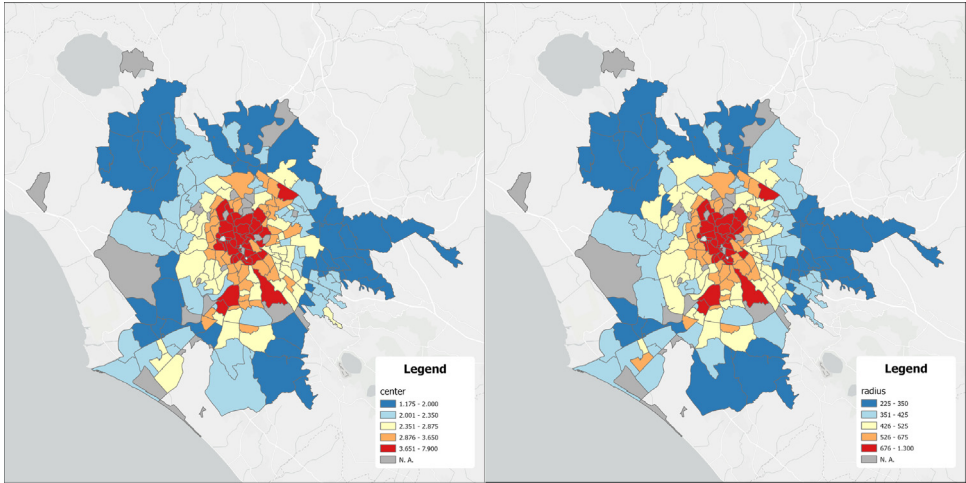 Legend
center
1.175 - 2.000
2.001 - 2.350
2.351 - 2.875
2.876 - 3.650
3.651 - 7.900
N. A.
Legend
radius
225 - 350
351 - 425
426 - 525
526 - 675
676 - 1.300
N. A.